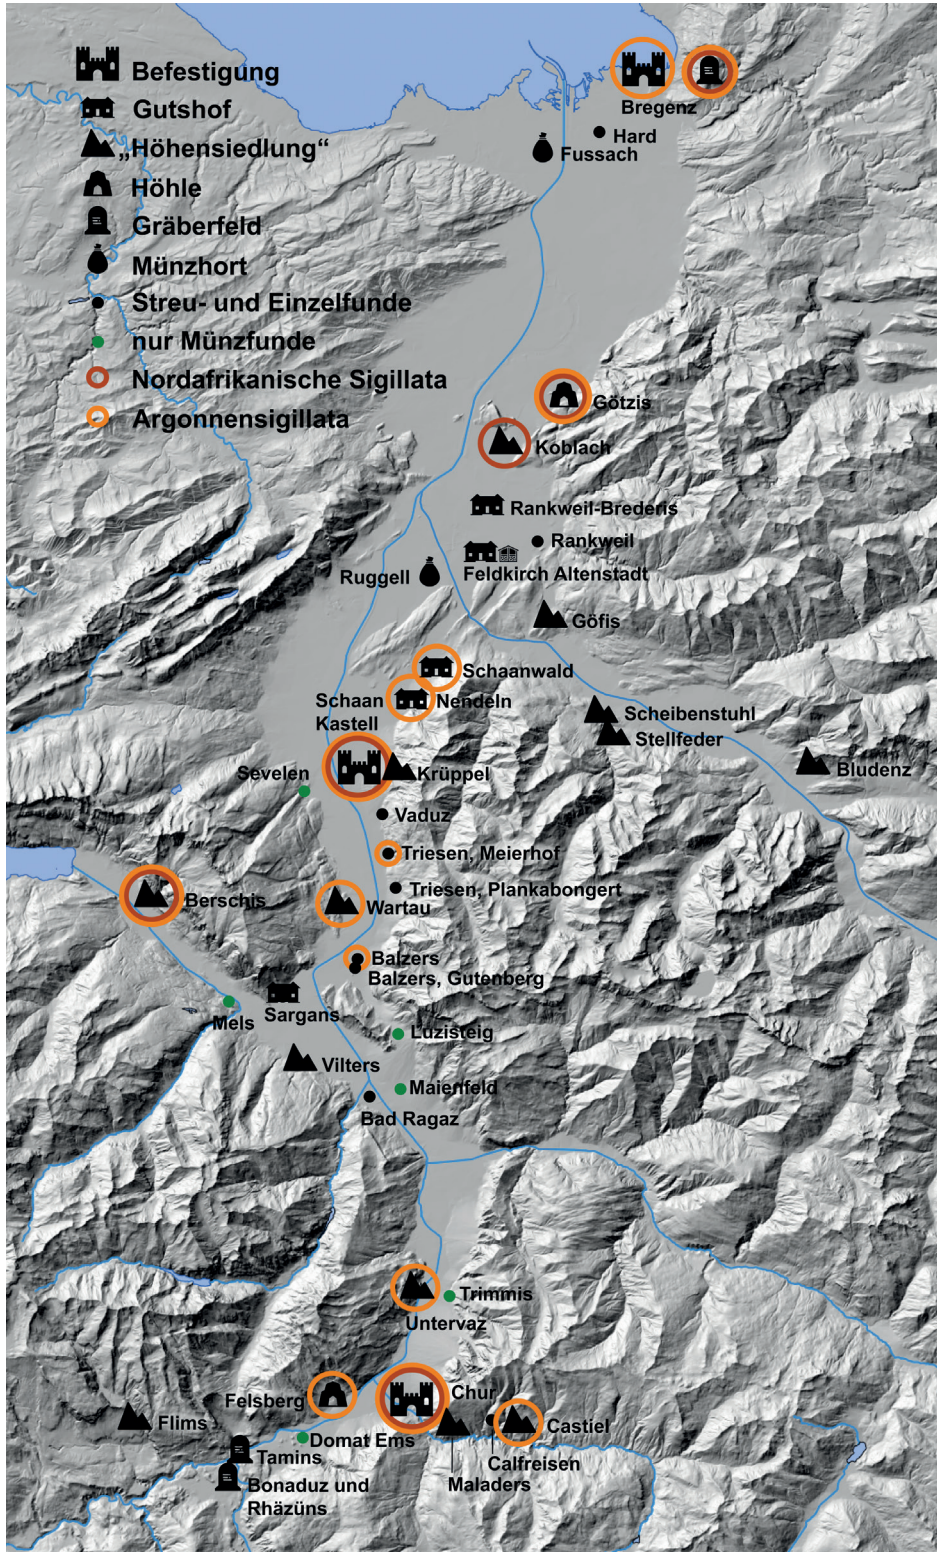 Befestigung
Gutshof
„Höhensiedlung“
Höhle
Gräberfeld
Münzhort
Streu- und Einzelfunde
nur Münzfunde
Nordafrikanische Sigillata
Argonnensigillata
Bregenz
Hard
Fussach
Götzis
Koblach
Rankweil-Brederis
Rankweil
Feldkirch Altenstadt
Ruggell
Göfis
Schaanwald
Schaan
Kastell
Nendeln
Scheibenstuhl
Stellfeder
Bludenz
Sevelen
Krüppel
Vaduz
Triesen, Meierhof
Triesen, Plankabongert
Berschis
Wartau
Balzers
Balzers, Gutenberg
Sargans
Mels
Luzisteig
Vilters
Maienfeld
Bad Ragaz
Trimmis
Untervaz
Felsberg
Chur
Flims
Castiel
Domat Ems
Tamins
Calfreisen
Maladers
Bonaduz und
Rhäzüns